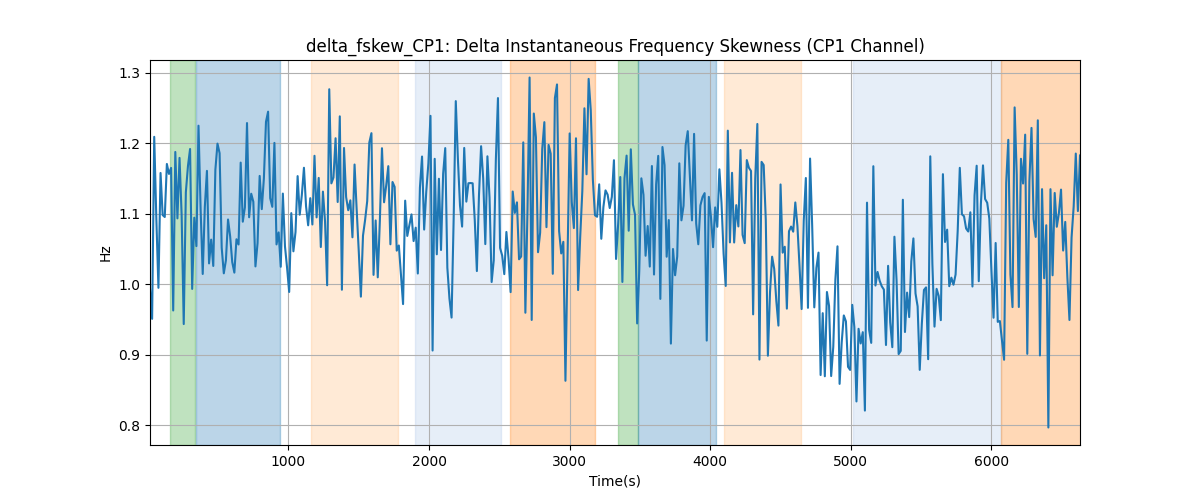 delta_fskew_CP1: Delta Instantaneous Frequency Skewness (CP1 Channel)
1.3
1.2
1.1
1.0
0.9
0.8
Hz
1000 2000 3000 4000 5000 6000
Time(s)